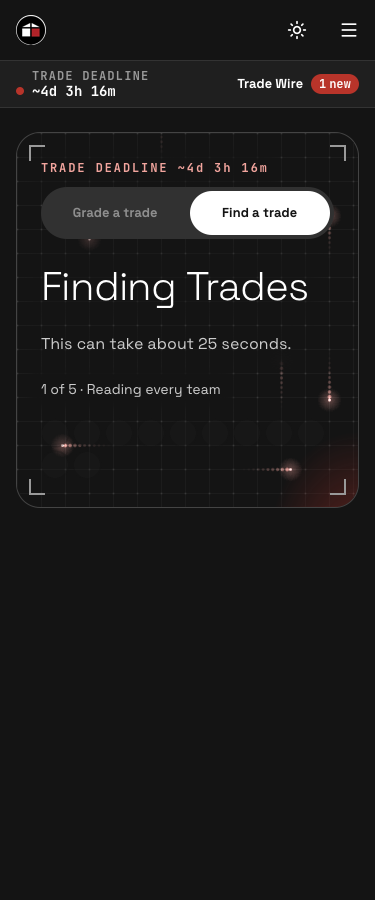 TRADE DEADLINE
~4d 3h 16m
Trade Wire
1 new
TRADE DEADLINE ~4d 3h 16m
Grade a trade
Find a trade
Finding Trades
This can take about 25 seconds.
1 of 5 · Reading every team